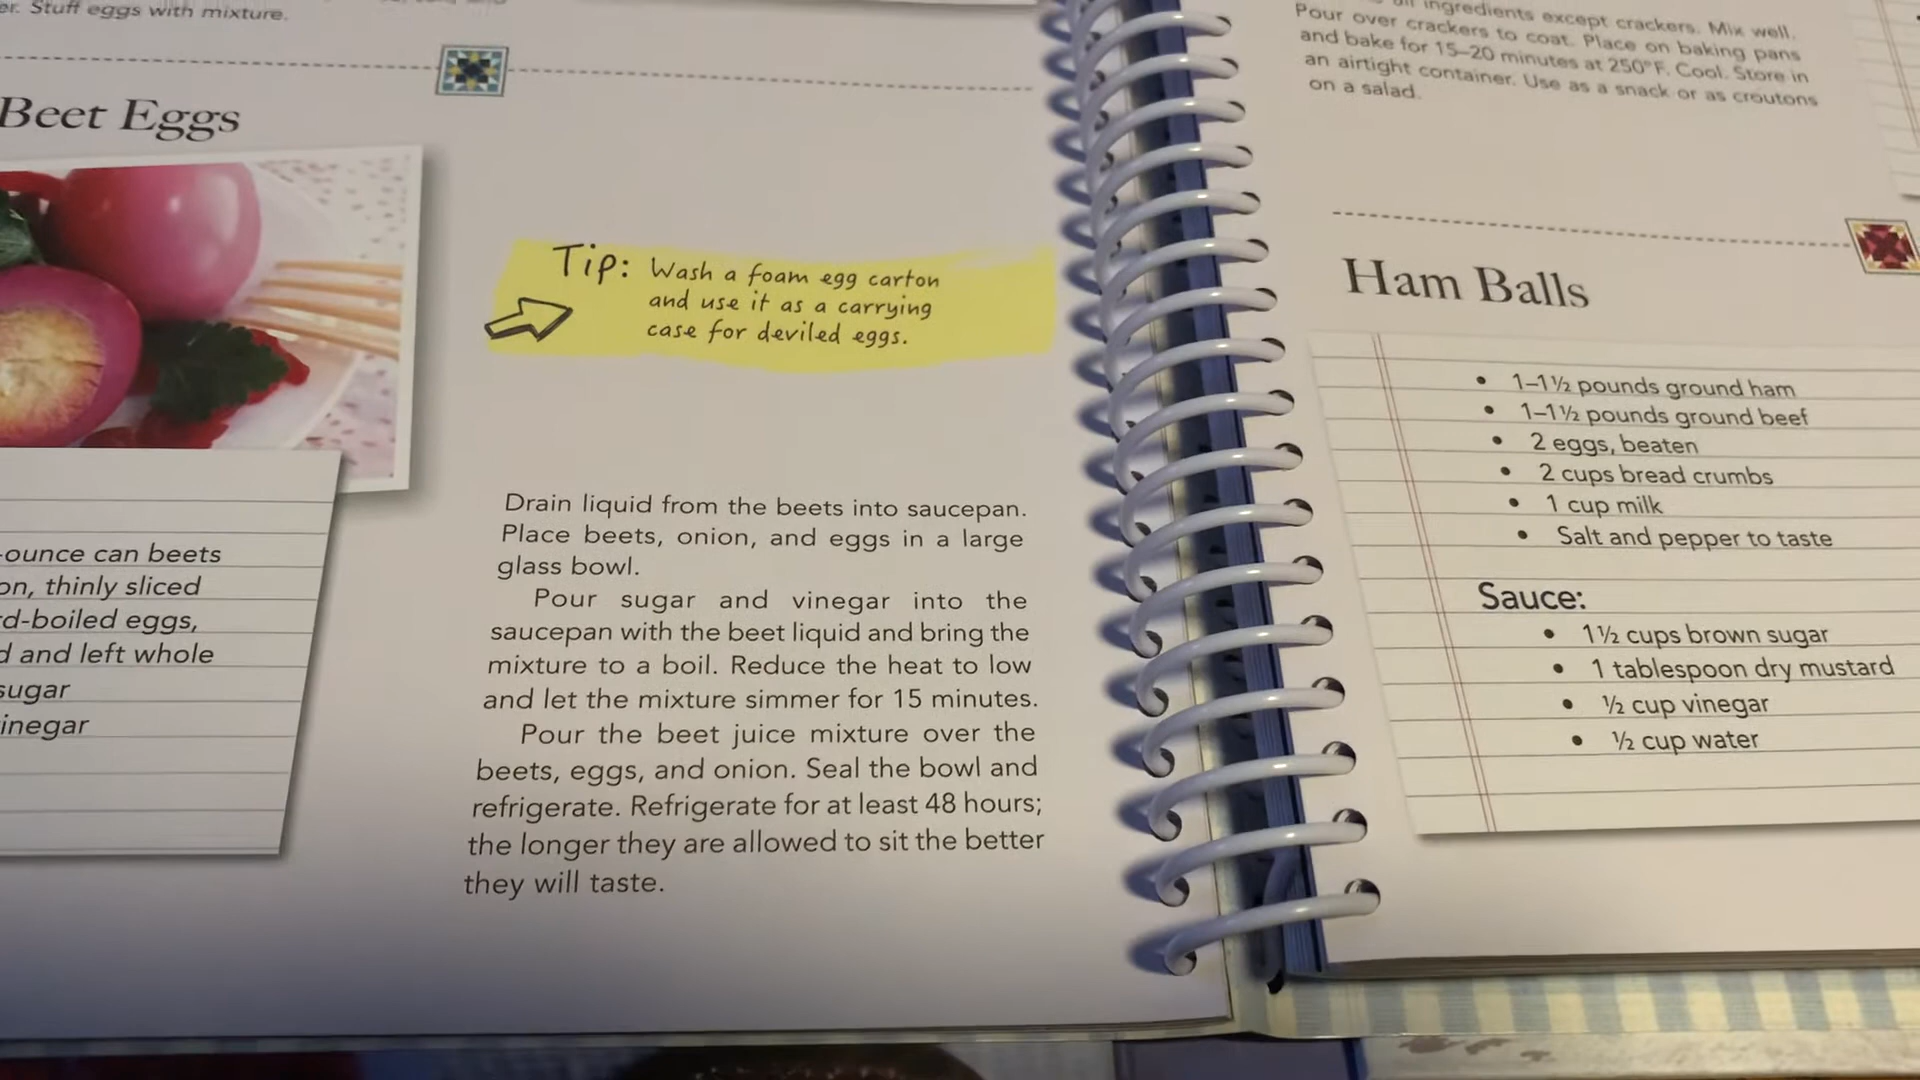 er. Stuff eggs with mixture.
Beet Eggs
Tip: Wash a foam egg carton
and use it as a carrying
case for deviled eggs.
-ounce can beets
on, thinly sliced
d-boiled eggs,
d and left whole
sugar
inegar
Drain liquid from the beets into saucepan.
Place beets, onion, and eggs in a large
glass bowl.
Pour sugar and vinegar into the
saucepan with the beet liquid and bring the
mixture to a boil. Reduce the heat to low
and let the mixture simmer for 15 minutes.
Pour the beet juice mixture over the
beets, eggs, and onion. Seal the bowl and
refrigerate. Refrigerate for at least 48 hours;
the longer they are allowed to sit the better
they will taste.
all ingredients except crackers. Mix well.
Pour over crackers to coat. Place on baking pans
and bake for 15–20 minutes at 250°F. Cool. Store in
an airtight container. Use as a snack or as croutons
on a salad.
Ham Balls
• 1–1½ pounds ground ham
• 1–1½ pounds ground beef
• 2 eggs, beaten
• 2 cups bread crumbs
• 1 cup milk
• Salt and pepper to taste
Sauce:
• 1½ cups brown sugar
• 1 tablespoon dry mustard
• ½ cup vinegar
• ½ cup water